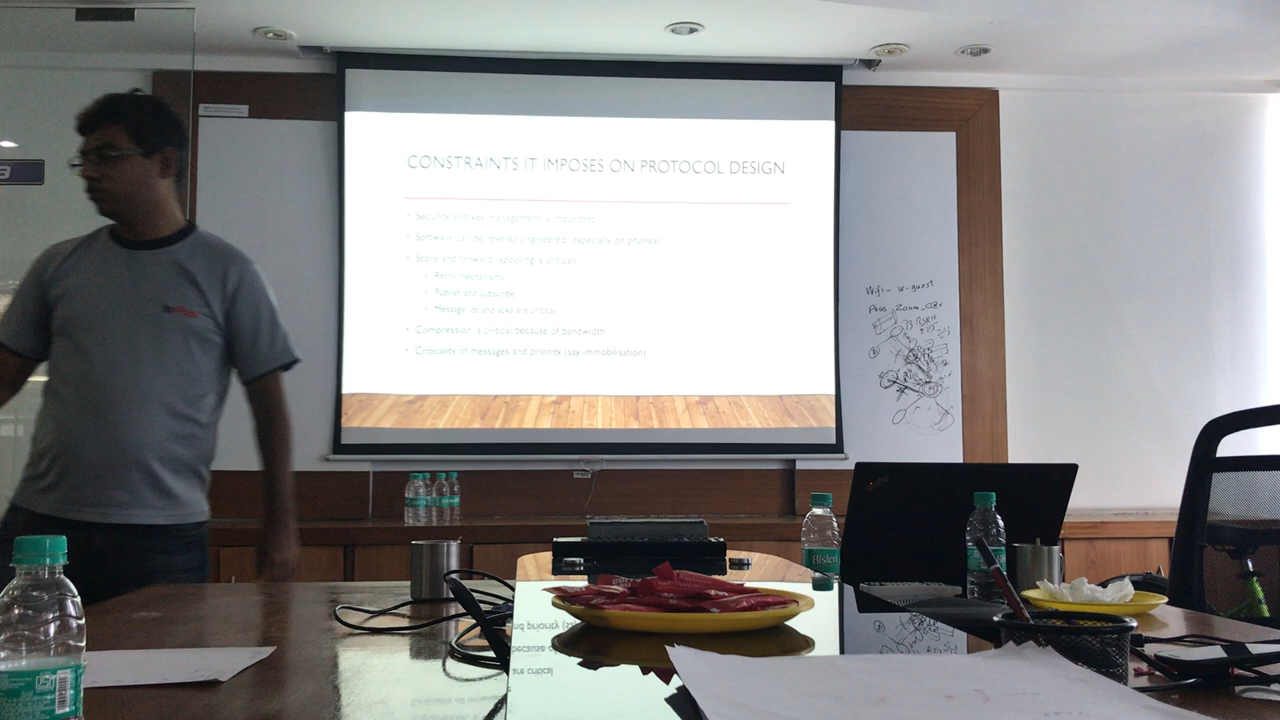 CONSTRAINTS IT IMPOSES ON PROTOCOL DESIGN
• Security and key management is important
• Software can be reverse engineered (especially on phones)
• Store and forward (spooling is critical)
• Retry mechanisms
• Publish and subscribe
• Message ids and acks are critical
• Compression is critical because of bandwidth
• Criticality of messages and priority (say immobilisation)
Wifi - w-guest
Pass
Bisleri